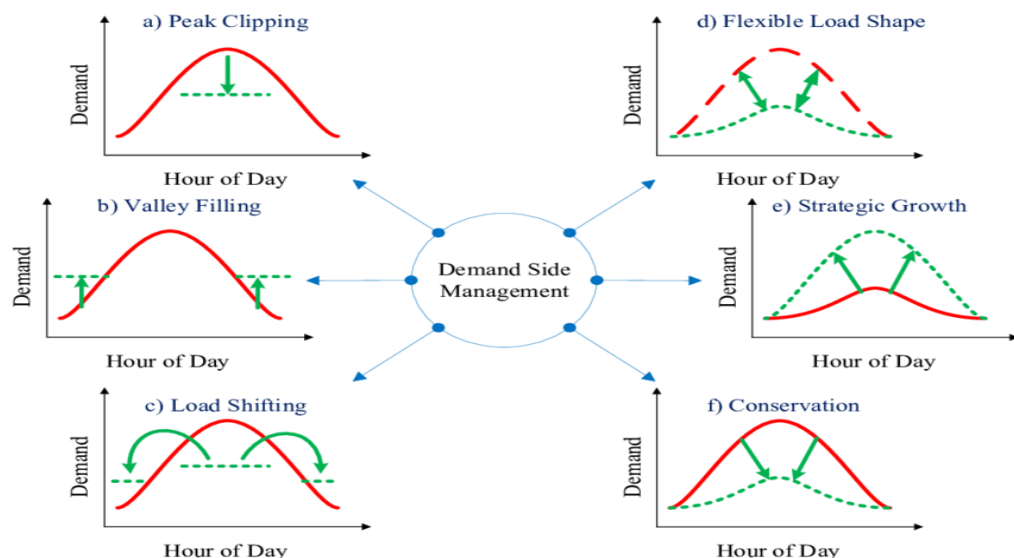 a) Peak Clipping
Demand
Hour of Day
b) Valley Filling
Demand
Hour of Day
c) Load Shifting
Demand
Hour of Day
Demand Side
Management
d) Flexible Load Shape
Demand
Hour of Day
e) Strategic Growth
Demand
Hour of Day
f) Conservation
Demand
Hour of Day